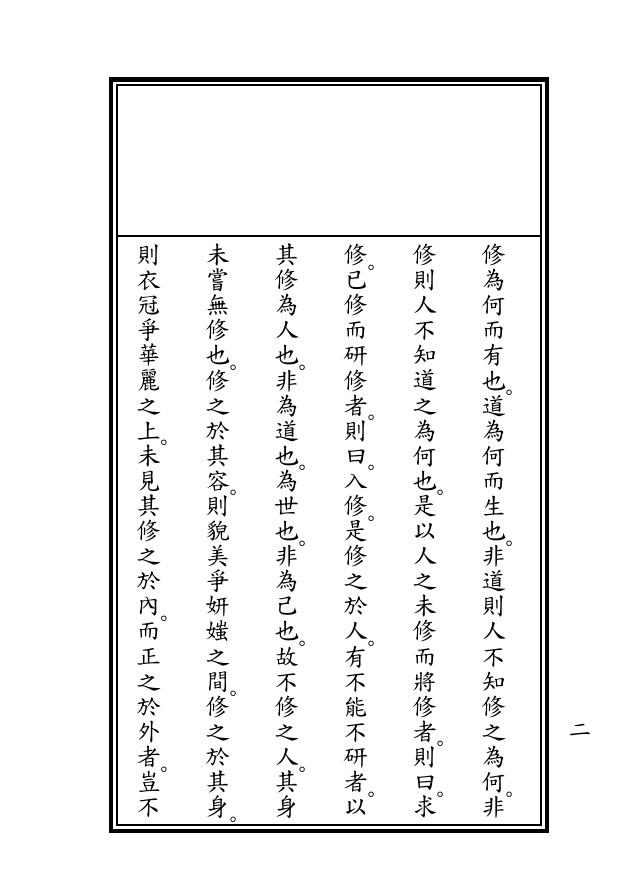 修為何而有也。道為何而生也。非道則人不知修之為何。非
修則人不知道之為何也。是以人之未修而將修者。則曰。求
修。已修而研修者。則曰。入修。是修之於人。有不能不研者。以
其修為人也。非為道也。為世也。非為己也。故不修之人。其身
未嘗無修也。修之於其容。則貌美爭妍媸之間。修之於其身。
則衣冠爭華麗之上。未見其修之於內。而正之於外者。豈不
二